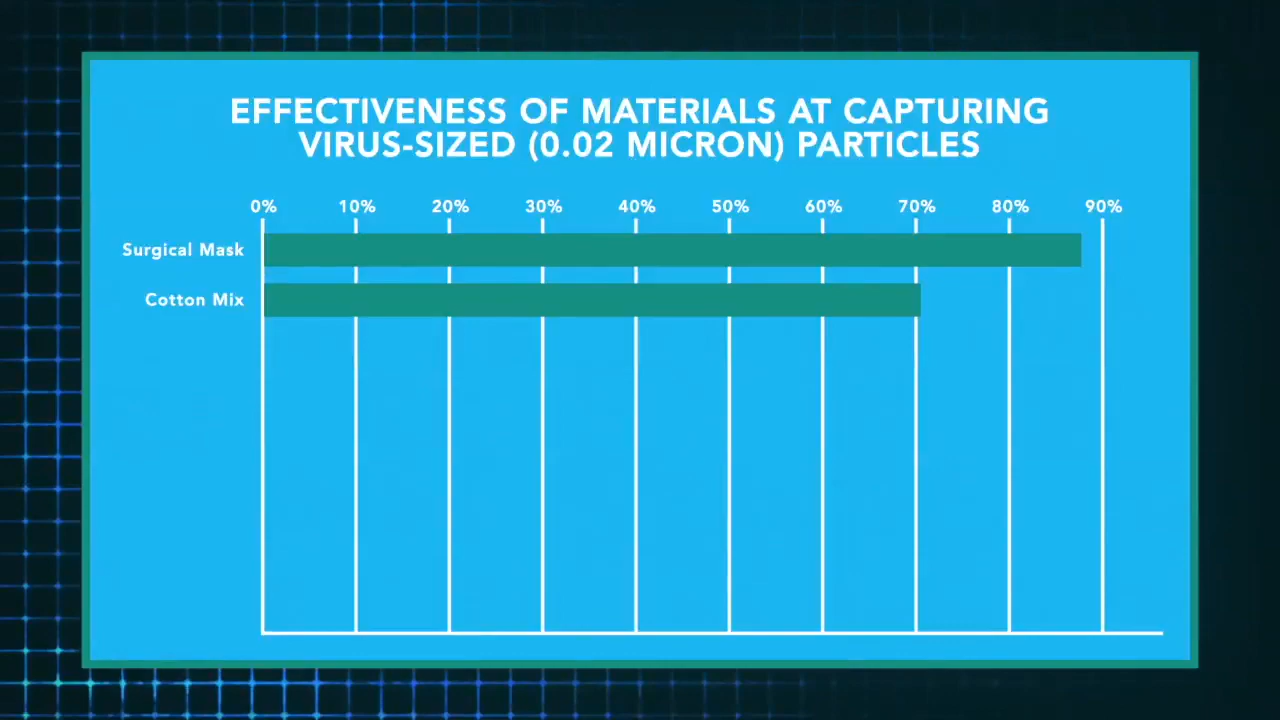 EFFECTIVENESS OF MATERIALS AT CAPTURING
VIRUS-SIZED (0.02 MICRON) PARTICLES
0% 10% 20% 30% 40% 50% 60% 70% 80% 90%
Surgical Mask
Cotton Mix